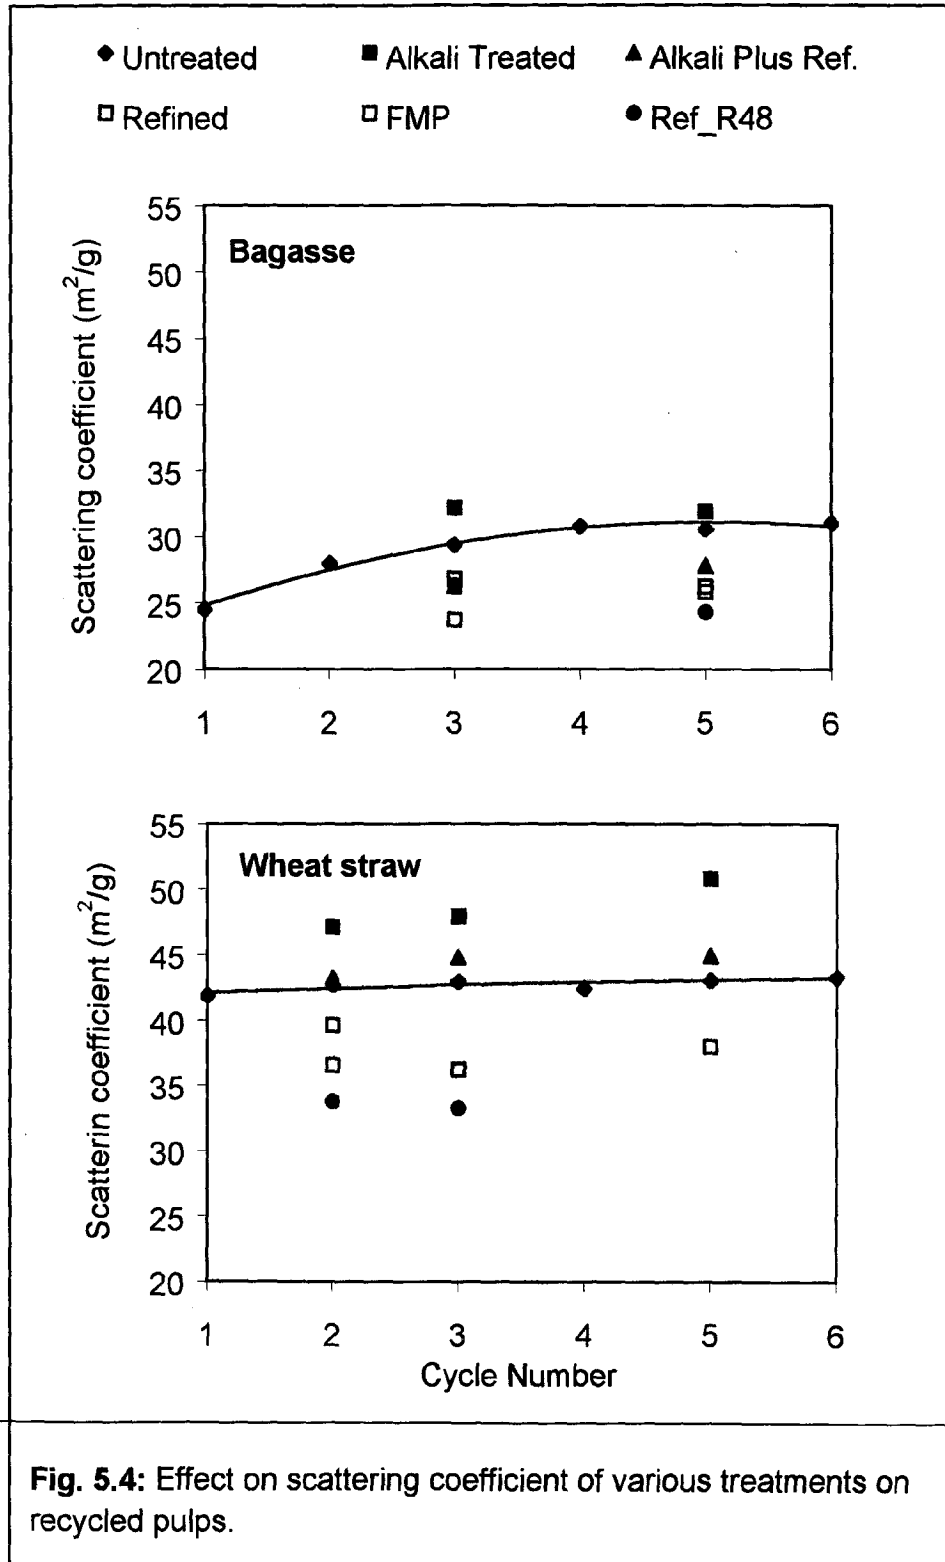 ◆ Untreated ■ Alkali Treated ▲ Alkali Plus Ref.
□ Refined □ FMP ● Ref_R48
Bagasse
Scattering coefficient (m²/g)
55
50
45
40
35
30
25
20
1 2 3 4 5 6
Wheat straw
Scatterin coefficient (m²/g)
55
50
45
40
35
30
25
20
1 2 3 4 5 6
Cycle Number
Fig. 5.4: Effect on scattering coefficient of various treatments on
recycled pulps.